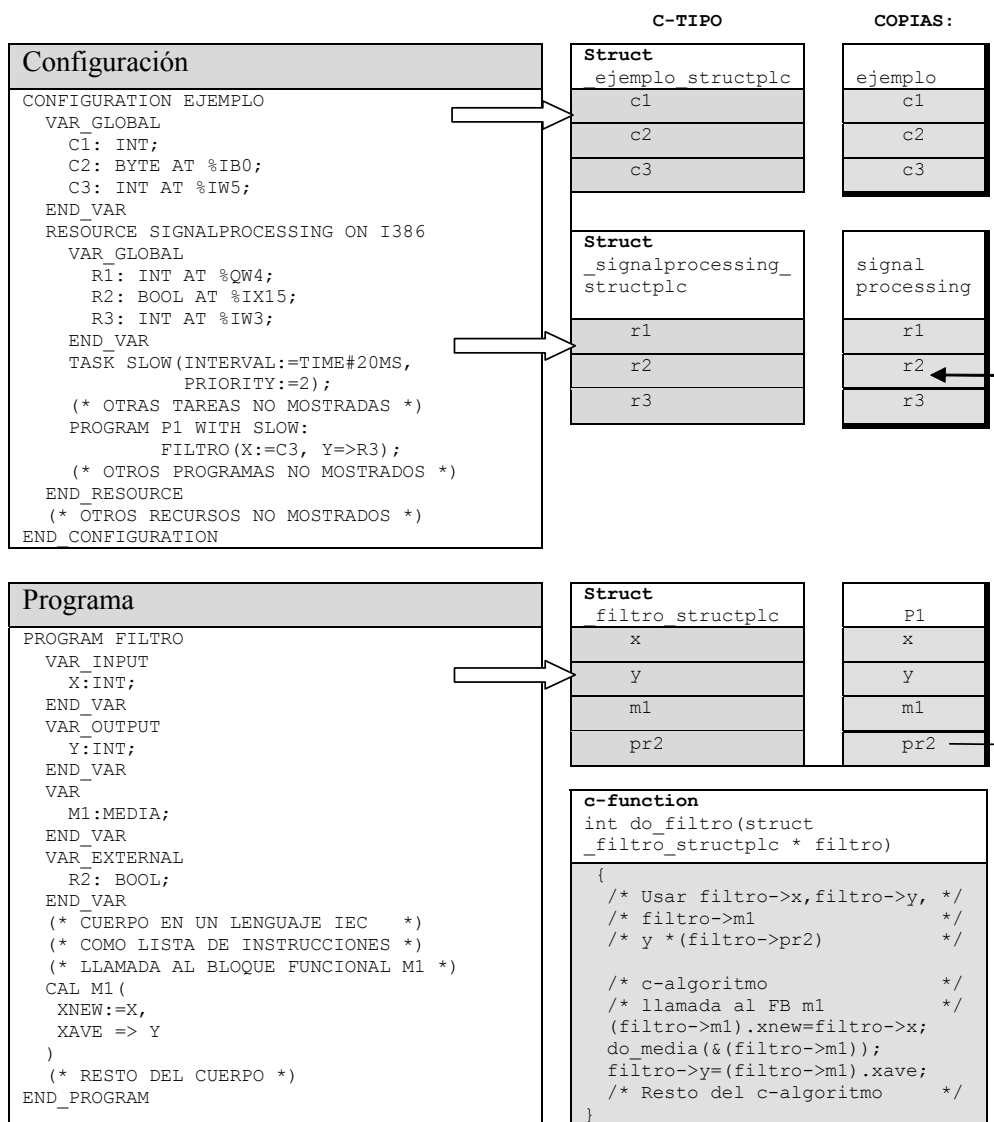 C-TIPO COPIAS:
Configuración
CONFIGURATION EJEMPLO
VAR_GLOBAL
C1: INT;
C2: BYTE AT %IB0;
C3: INT AT %IW5;
END_VAR
RESOURCE SIGNALPROCESSING ON I386
VAR_GLOBAL
R1: INT AT %QW4;
R2: BOOL AT %IX15;
R3: INT AT %IW3;
END_VAR
TASK SLOW(INTERVAL:=TIME#20MS,
PRIORITY:=2);
(* OTRAS TAREAS NO MOSTRADAS *)
PROGRAM P1 WITH SLOW:
FILTRO(X:=C3, Y=>R3);
(* OTROS PROGRAMAS NO MOSTRADOS *)
END_RESOURCE
(* OTROS RECURSOS NO MOSTRADOS *)
END_CONFIGURATION
Struct
_ejemplo_structplc
c1
c2
c3
ejemplo
c1
c2
c3
Struct
_signalprocessing_
structplc
r1
r2
r3
signal
processing
r1
r2
r3
Programa
PROGRAM FILTRO
VAR_INPUT
X:INT;
END_VAR
VAR_OUTPUT
Y:INT;
END_VAR
VAR
M1:MEDIA;
END_VAR
VAR_EXTERNAL
R2: BOOL;
END_VAR
(* CUERPO EN UN LENGUAJE IEC *)
(* COMO LISTA DE INSTRUCCIONES *)
(* LLAMADA AL BLOQUE FUNCIONAL M1 *)
CAL M1(
XNEW:=X,
XAVE => Y
)
(* RESTO DEL CUERPO *)
END_PROGRAM
Struct
_filtro_structplc
x
y
m1
pr2
P1
x
y
m1
pr2
c-function
int do_filtro(struct
_filtro_structplc * filtro)
{
/* Usar filtro->x,filtro->y, */
/* filtro->m1 */
/* y *(filtro->pr2) */
/* c-algoritmo */
/* llamada al FB m1 */
(filtro->m1).xnew=filtro->x;
do_media(&(filtro->m1));
filtro->y=(filtro->m1).xave;
/* Resto del c-algoritmo */
}